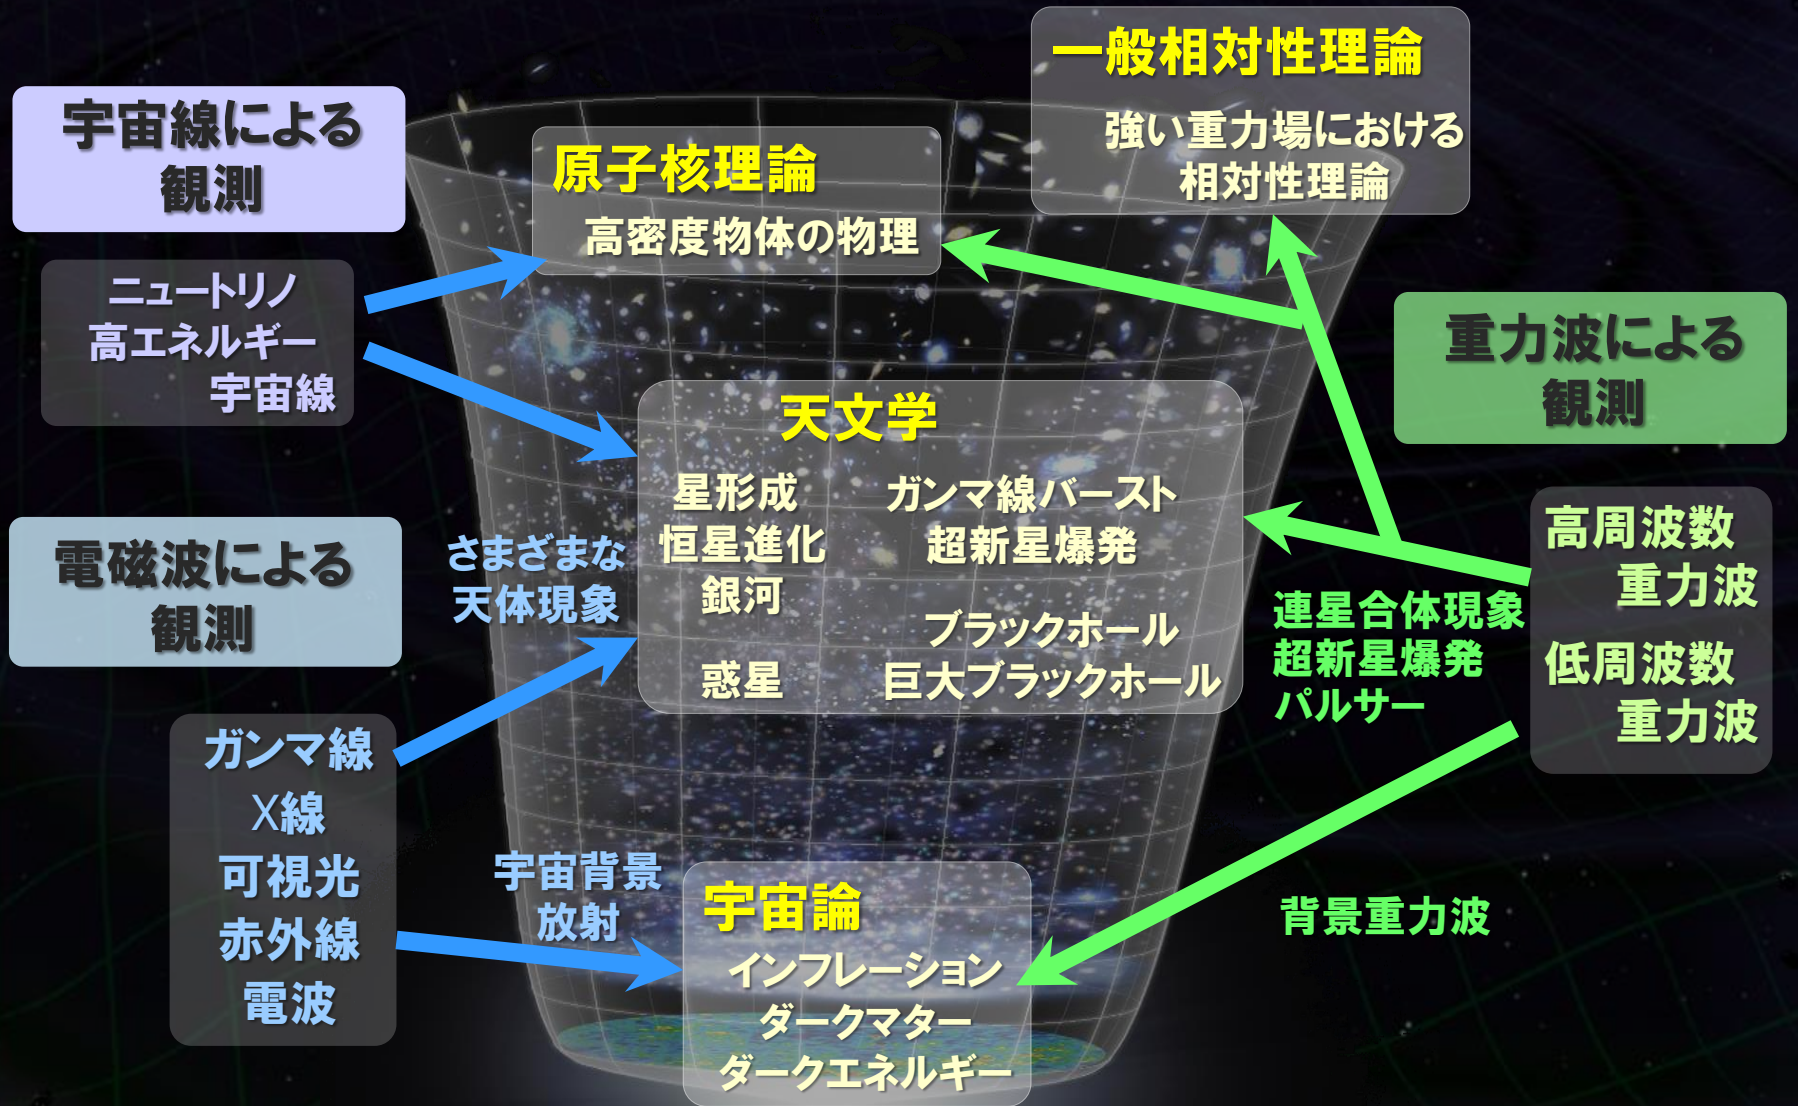 一般相対性理論
強い重力場における
相対性理論
宇宙線による
観測
原子核理論
高密度物体の物理
ニュートリノ
高エネルギー
宇宙線
重力波による
観測
天文学
星形成
恒星進化
銀河
惑星
ガンマ線バースト
超新星爆発
ブラックホール
巨大ブラックホール
電磁波による
観測
さまざまな
天体現象
高周波数
重力波
低周波数
重力波
連星合体現象
超新星爆発
パルサー
ガンマ線
X線
可視光
赤外線
電波
宇宙背景
放射
宇宙論
インフレーション
ダークマター
ダークエネルギー
背景重力波